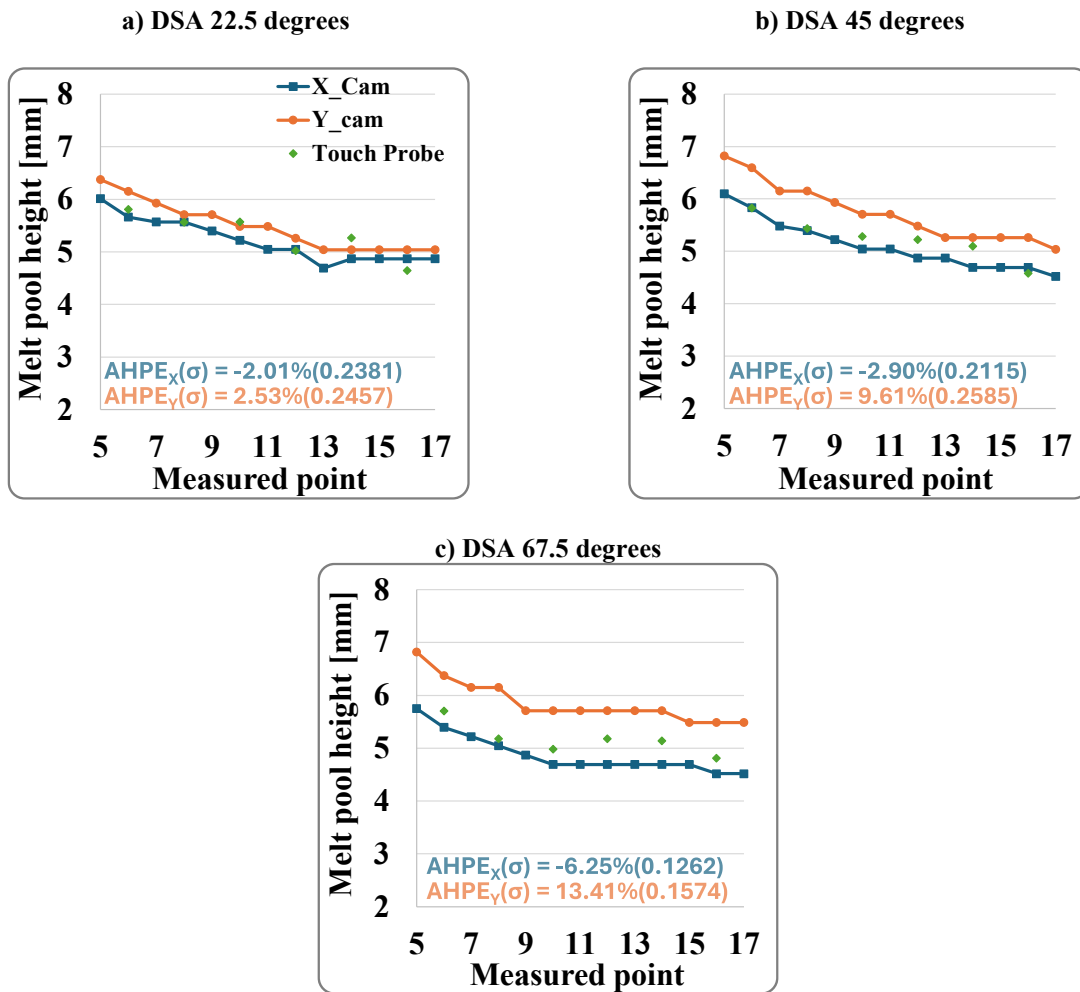 a) DSA 22.5 degrees
Melt pool height [mm]
8
7
6
5
4
3
2
X_Cam
Y_cam
Touch Probe
AHPEX(σ) = -2.01%(0.2381)
AHPEY(σ) = 2.53%(0.2457)
5 7 9 11 13 15 17
Measured point
b) DSA 45 degrees
Melt pool height [mm]
8
7
6
5
4
3
2
AHPEX(σ) = -2.90%(0.2115)
AHPEY(σ) = 9.61%(0.2585)
5 7 9 11 13 15 17
Measured point
c) DSA 67.5 degrees
Melt pool height [mm]
8
7
6
5
4
3
2
AHPEX(σ) = -6.25%(0.1262)
AHPEY(σ) = 13.41%(0.1574)
5 7 9 11 13 15 17
Measured point